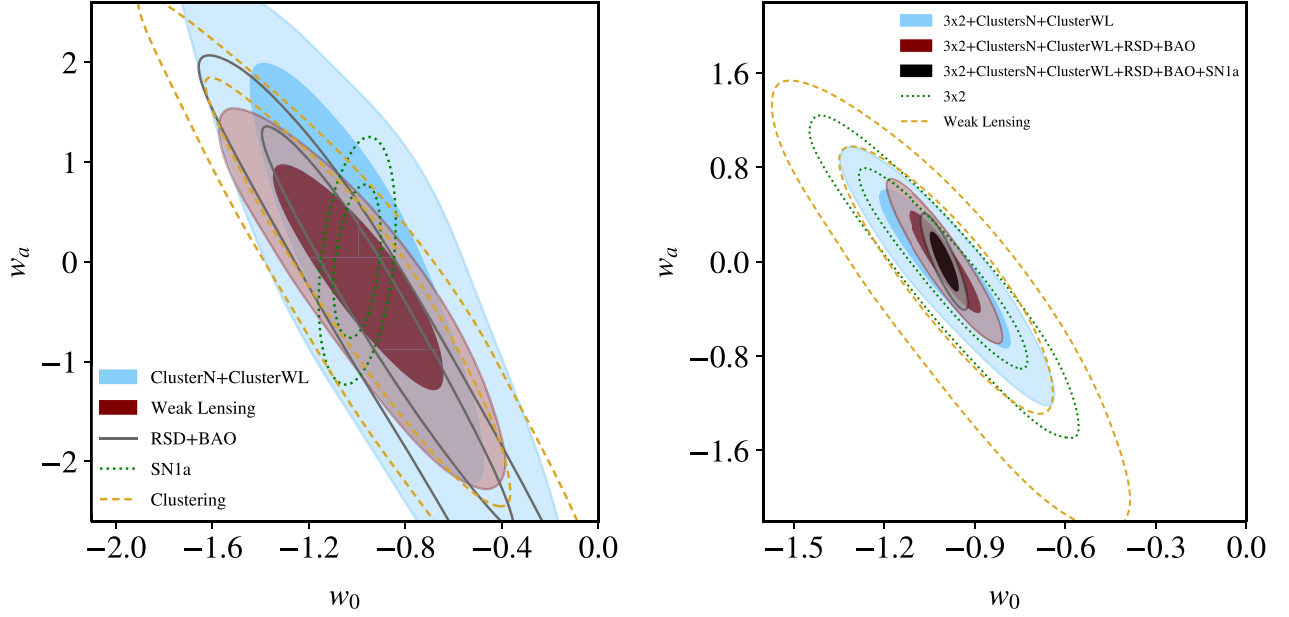 2
1
0
−1
−2
w_a
ClusterN+ClusterWL
Weak Lensing
RSD+BAO
SN1a
Clustering
−2.0 −1.6 −1.2 −0.8 −0.4 0.0
w_0
1.6
0.8
0.0
−0.8
−1.6
w_a
3x2+ClustersN+ClusterWL
3x2+ClustersN+ClusterWL+RSD+BAO
3x2+ClustersN+ClusterWL+RSD+BAO+SN1a
3x2
Weak Lensing
−1.5 −1.2 −0.9 −0.6 −0.3 0.0
w_0